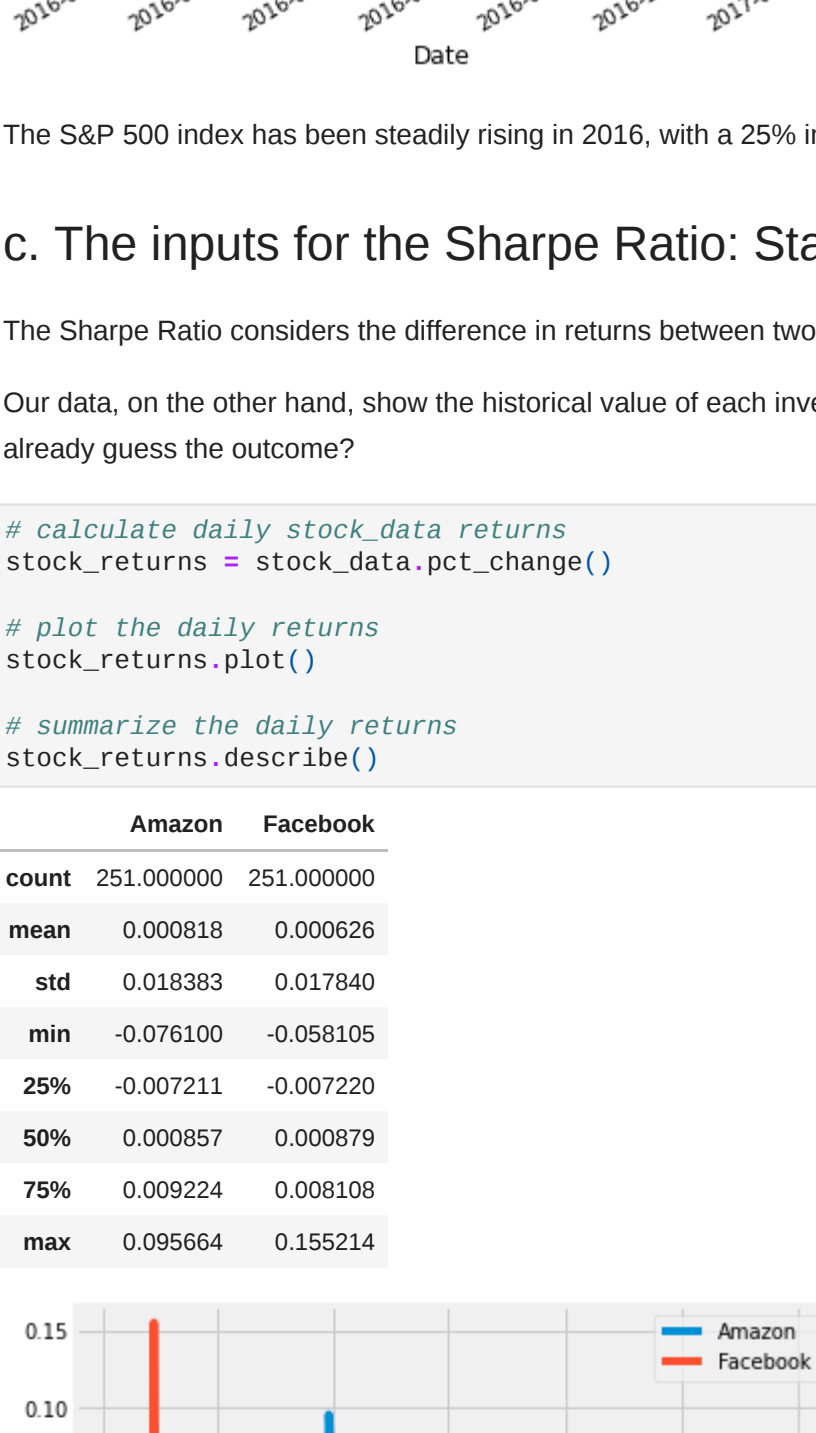 Date
The S&P 500 index has been steadily rising in 2016, with a 25%
c. The inputs for the Sharpe Ratio:
The Sharpe Ratio considers the difference in returns between two
Our data, on the other hand, show the historical value of each
already guess the outcome?
# calculate daily stock_data returns
stock_returns = stock_data.pct_change()
# plot the daily returns
stock_returns.plot()
# summarize the daily returns
stock_returns.describe()
Amazon Facebook
count 251.000000 251.000000
mean 0.000818 0.000626
std 0.018383 0.017840
min -0.076100 -0.058105
25% -0.007211 -0.007220
50% 0.000857 0.000879
75% 0.009224 0.008108
max 0.095664 0.155214
0.15
Amazon
Facebook
0.10